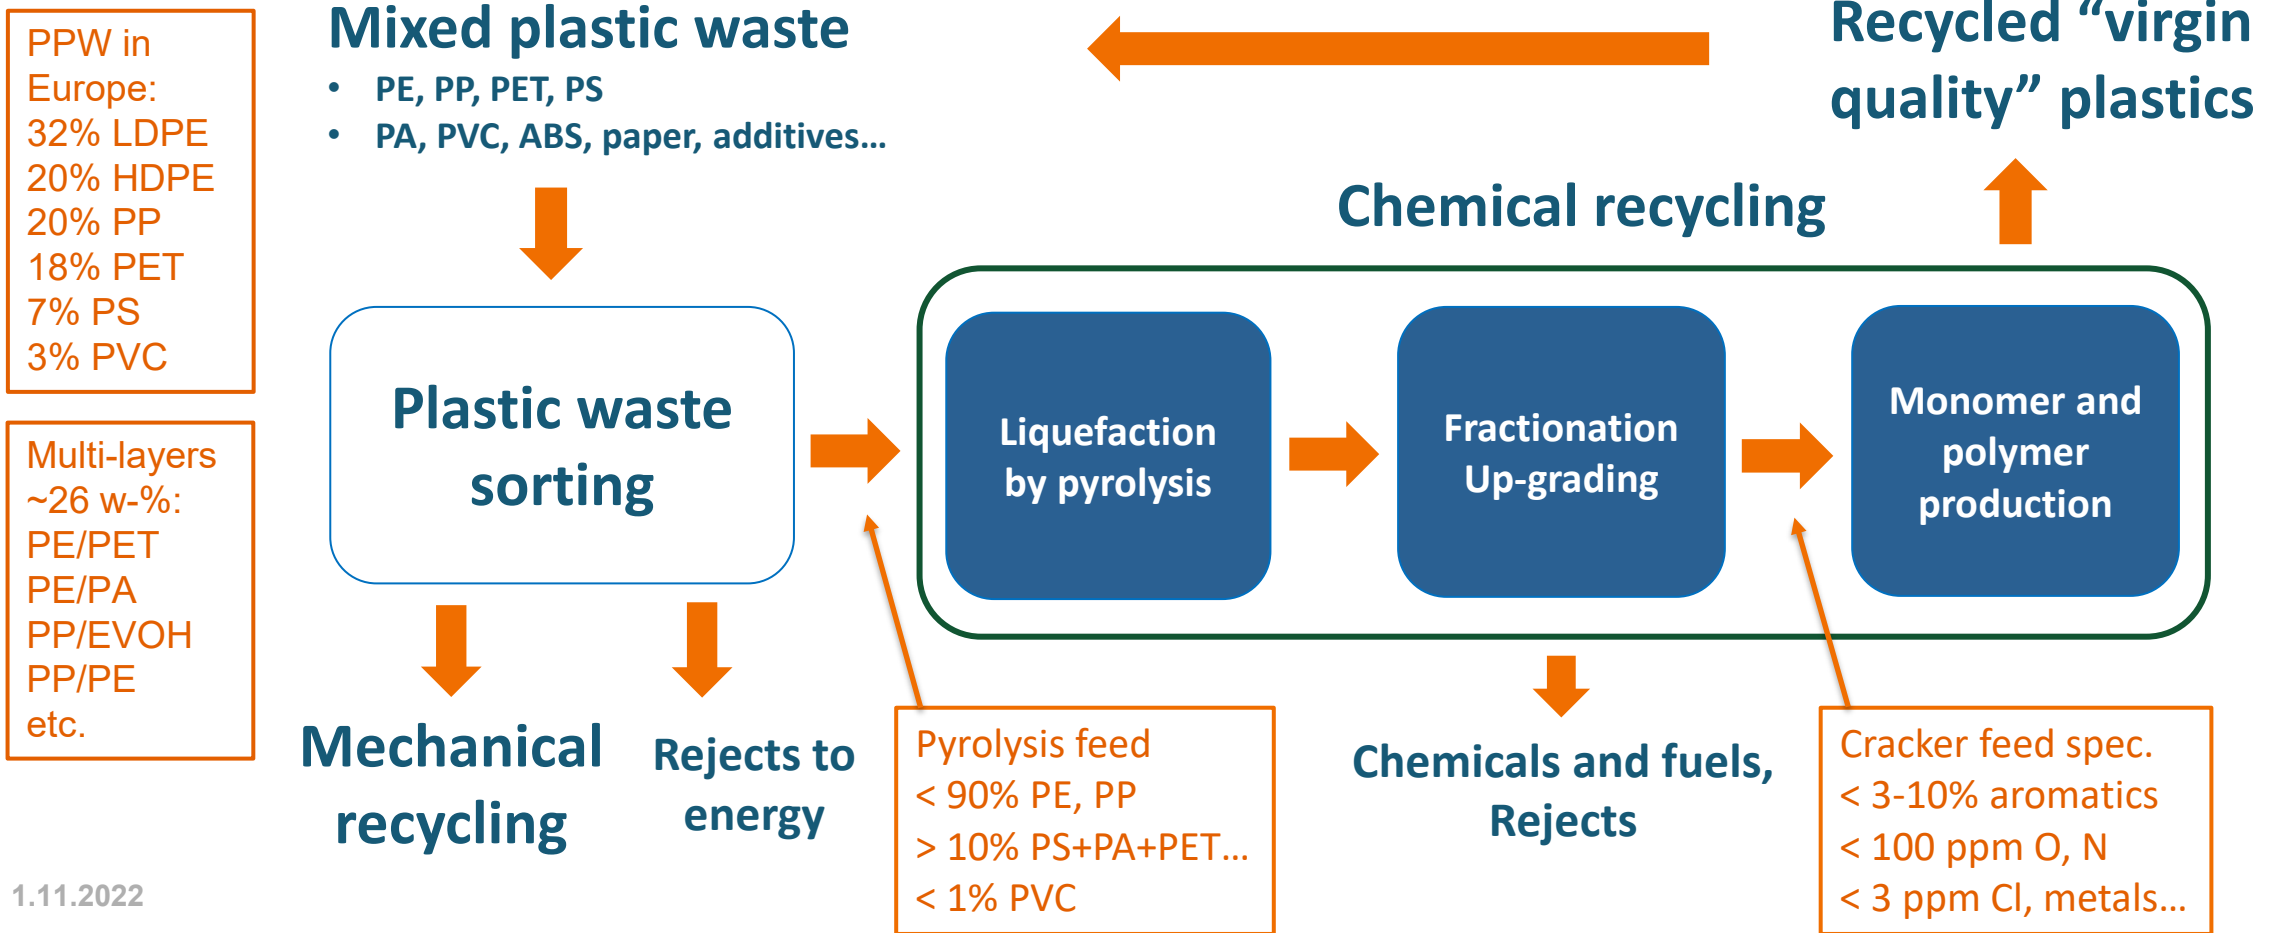 PPW in
Europe:
32% LDPE
20% HDPE
20% PP
18% PET
7% PS
3% PVC
Multi-layers
~26 w-%:
PE/PET
PE/PA
PP/EVOH
PP/PE
etc.
Mixed plastic waste
• PE, PP, PET, PS
• PA, PVC, ABS, paper, additives...
Recycled “virgin
quality” plastics
Chemical recycling
Plastic waste
sorting
Liquefaction
by pyrolysis
Fractionation
Up-grading
Monomer and
polymer
production
Mechanical
recycling
Rejects to
energy
Pyrolysis feed
< 90% PE, PP
> 10% PS+PA+PET...
< 1% PVC
Chemicals and fuels,
Rejects
Cracker feed spec.
< 3-10% aromatics
< 100 ppm O, N
< 3 ppm Cl, metals...
1.11.2022